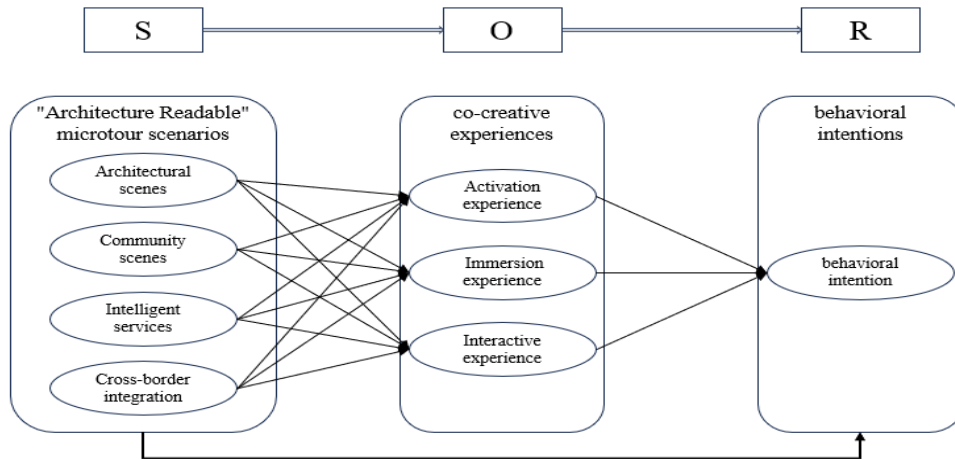 S
O
R
"Architecture Readable"
microtour scenarios
Architectural
scenes
Community
scenes
Intelligent
services
Cross-border
integration
co-creative
experiences
Activation
experience
Immersion
experience
Interactive
experience
behavioral
intentions
behavioral
intention